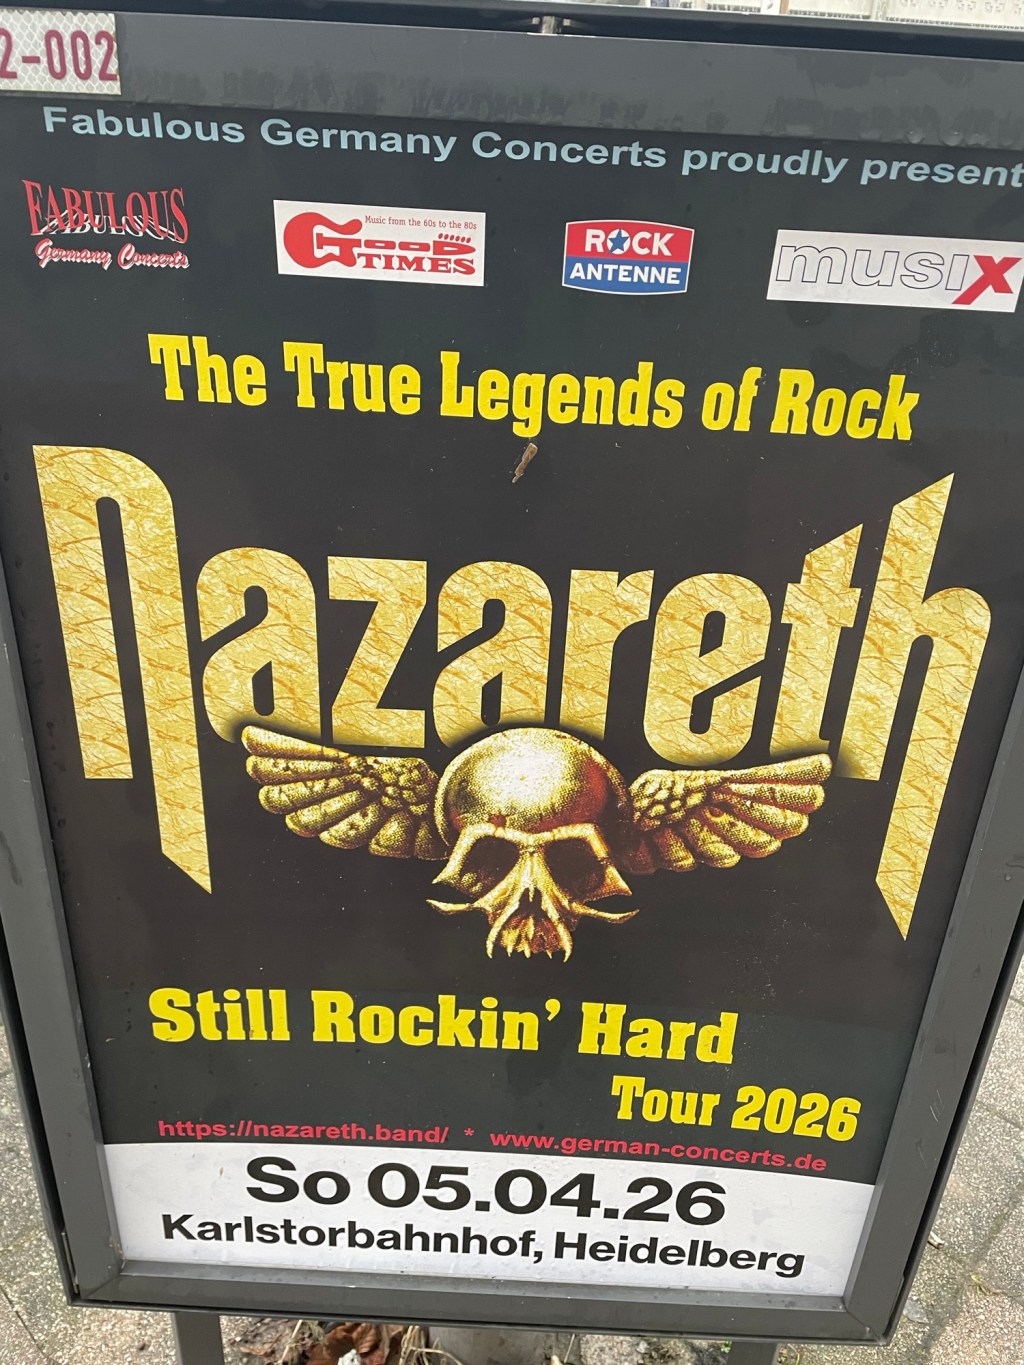 2-002
Fabulous Germany Concerts proudly present
FABULOUS
Germany Concerts
Music from the 60s to the 80s
GOOD
TIMES
ROCK
ANTENNE
musix
The True Legends of Rock
Nazareth
Still Rockin' Hard
Tour 2026
https://nazareth.band/ * www.german-concerts.de
So 05.04.26
Karlstorbahnhof, Heidelberg